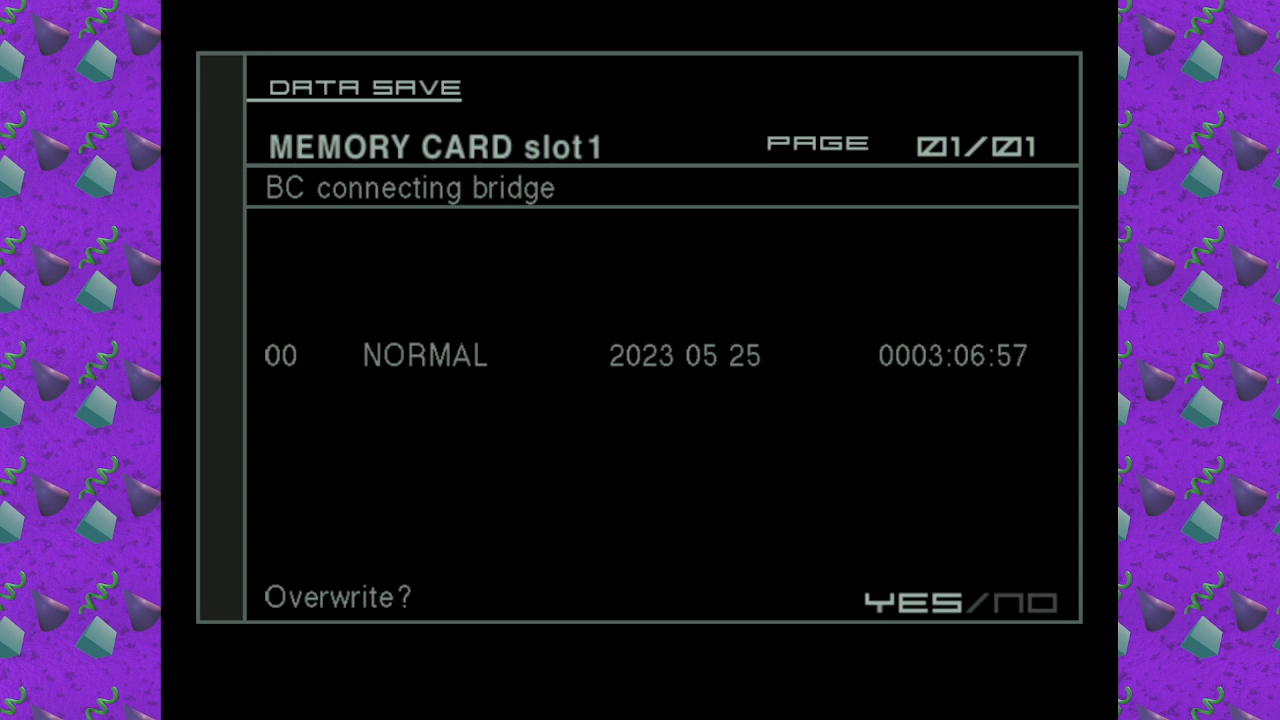 DATA SAVE
MEMORY CARD slot1 PAGE 01/01
BC connecting bridge
00 NORMAL 2023 05 25 0003:06:57
Overwrite? YES/NO